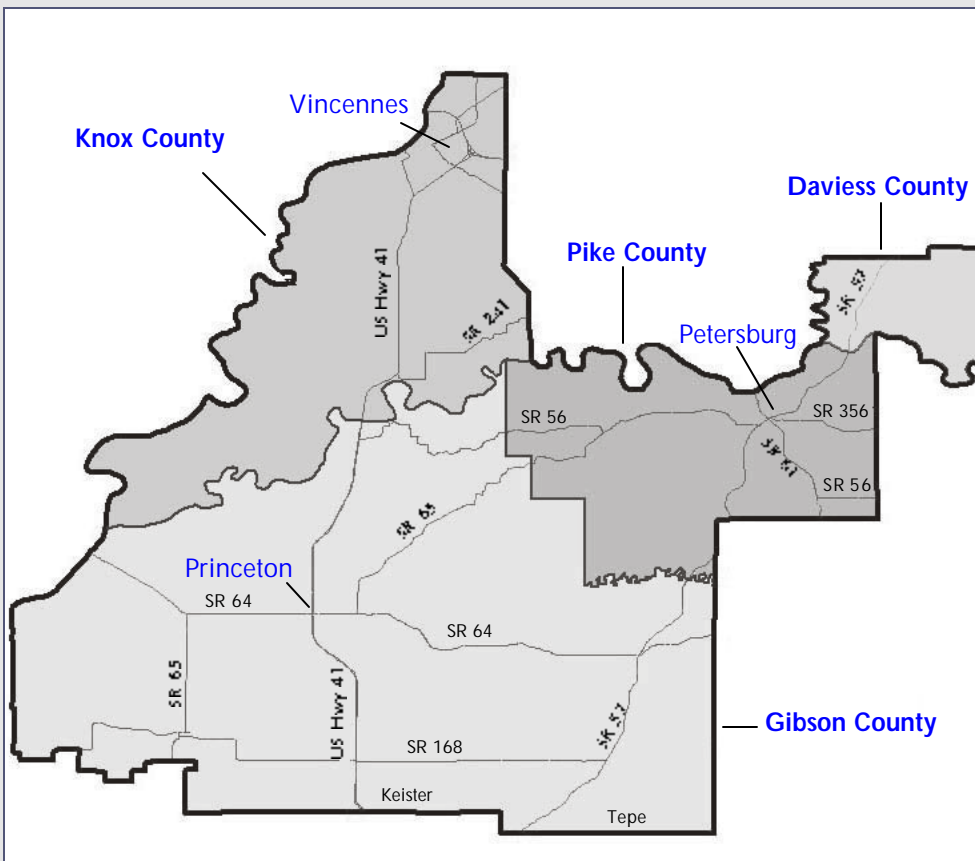 Vincennes
Knox County
Daviess County
Pike County
SR 57
US Hwy 41
SR 241
Petersburg
SR 56
SR 356
SR 56
SR 65
Princeton
SR 64
SR 64
SR 65
US Hwy 41
SR 57
Gibson County
SR 168
Keister
Tepe